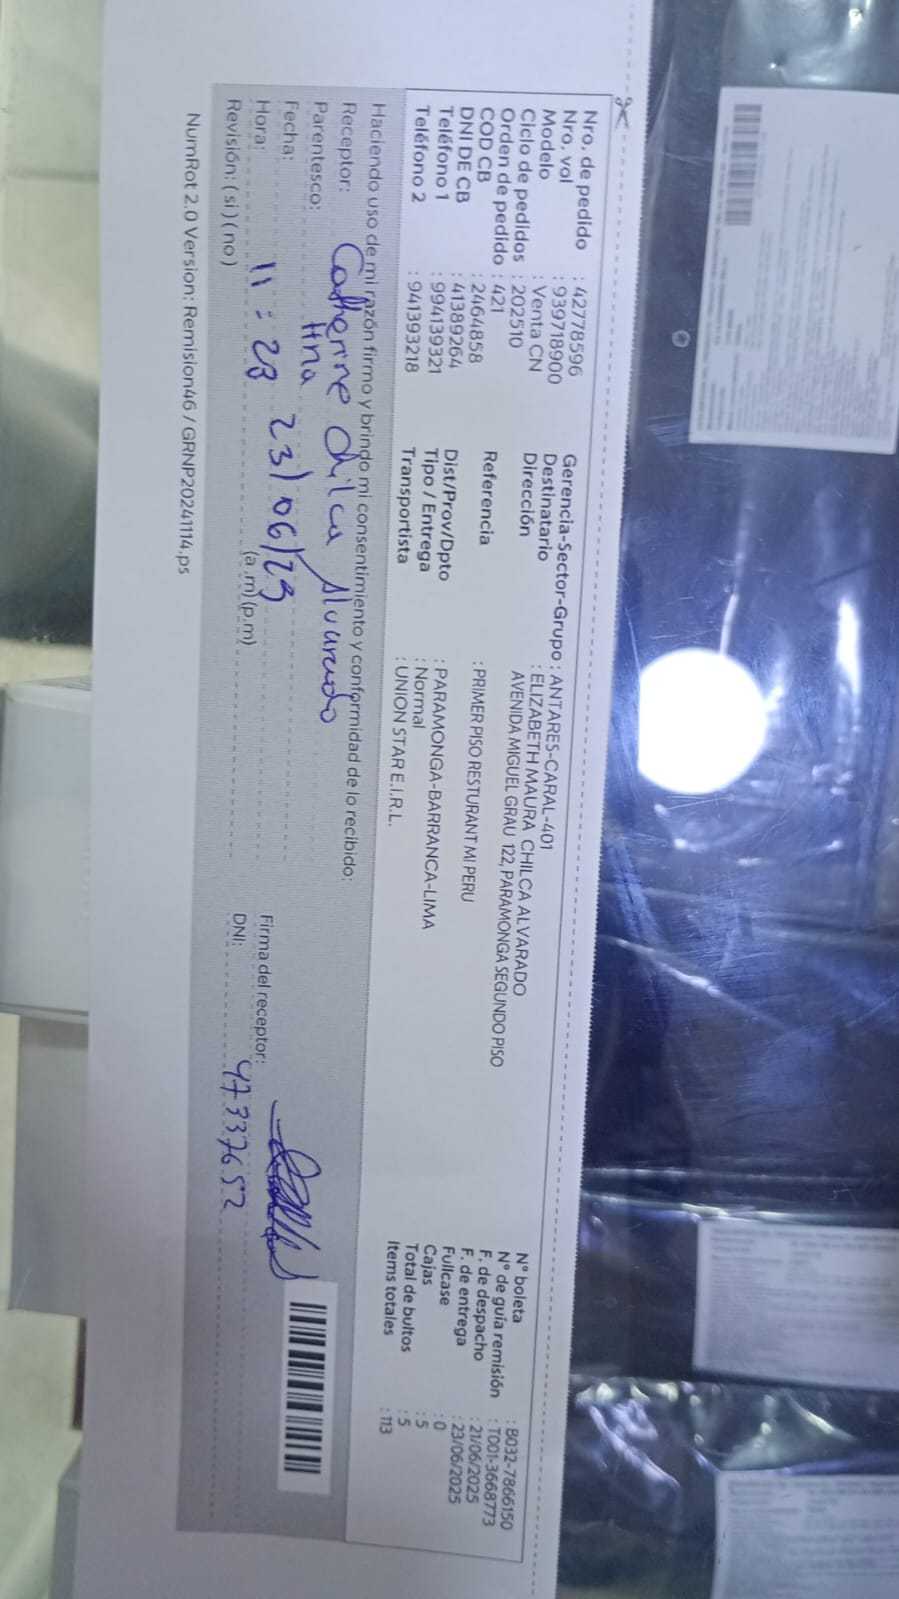 Nro. de pedido : 42778596
Nro. vol : 939718900
Modelo : Venta CN
Ciclo de pedidos : 202510
Orden de pedido : 421
COD CB : 2464858
DNI DE CB : 41389264
Teléfono 1 : 994139321
Teléfono 2 : 941393218
Gerencia-Sector-Grupo : ANTARES-CARAL-401
Destinatario : ELIZABETH MAURA CHILCA ALVARADO
Dirección AVENIDA MIGUEL GRAU 122, PARAMONGA SEGUNDO PISO
Referencia : PRIMER PISO RESTURANT MI PERU
Dist/Prov/Dpto : PARAMONGA-BARRANCA-LIMA
Tipo / Entrega : Normal
Transportista : UNION STAR E.I.R.L.
N° boleta : B032-7866150
N° de guía remisión : T001-3668773
F. de despacho : 21/06/2025
F. de entrega : 23/06/2025
Fullcase : 0
Cajas : 5
Total de bultos : 5
Items totales : 113
Haciendo uso de mi razón firmo y brindo mi consentimiento y conformidad de lo recibido:
Receptor: Catherine chilca Alvarado
Parentesco: Hna
Fecha: 23/06/25
Hora: 11:28 (a.m) (p.m)
Revisión: ( si ) ( no )
Firma del receptor:
DNI: 47337652
NumRot 2.0 Version: Remision46 / GRNP20241114.ps